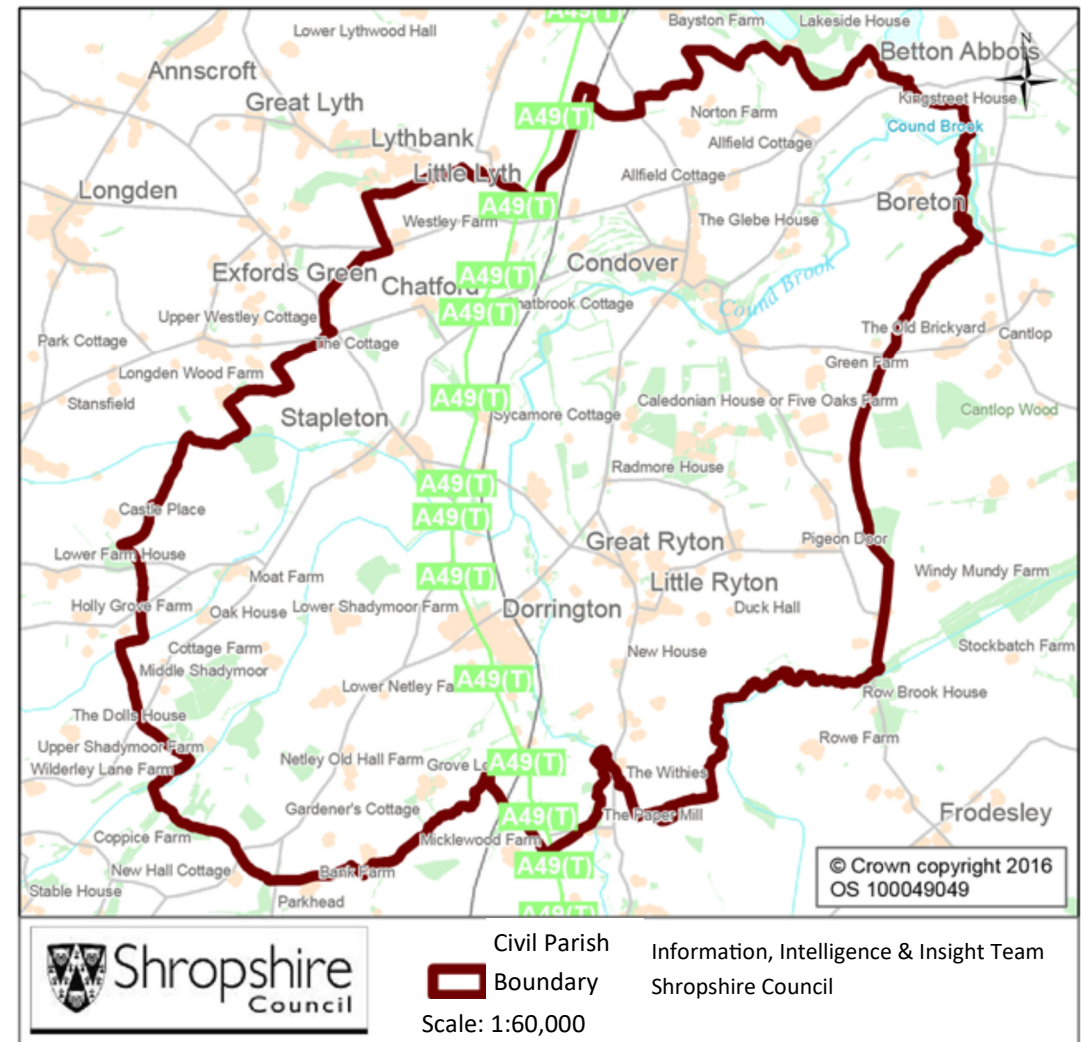 A49(T)
Bayston Farm
Lakeside House
Lower Lythwood Hall
Betton Abbots
Annscroft
Kingstreet House
Great Lyth
A49(T)
Norton Farm
Cound Brook
Lythbank
Allfield Cottage
Little Lyth
Allfield Cottage
Longden
A49(T)
Boreton
Westley Farm
The Glebe House
Condover
Exfords Green
A49(T)
Chatford
Cound Brook
A49(T)
hatbrook Cottage
Upper Westley Cottage
The Old Brickyard
Cantlop
Park Cottage
The Cottage
Green Farm
Longden Wood Farm
Stansfield
A49(T)
Caledonian House or Five Oaks Farm
Cantlop Wood
Stapleton
Sycamore Cottage
Radmore House
A49(T)
Castle Place
A49(T)
Pigeon Door
Great Ryton
Lower Farm House
Moat Farm
A49(T)
Little Ryton
Windy Mundy Farm
Holly Grove Farm
Oak House
Lower Shadymoor Farm
Dorrington
Duck Hall
Cottage Farm
New House
Stockbatch Farm
Middle Shadymoor
Lower Netley Fa
A49(T)
Row Brook House
The Dolls House
Upper Shadymoor Farm
Rowe Farm
Wilderley Lane Farm
Netley Old Hall Farm
Grove Lo
A49(T)
The Withies
Gardener's Cottage
A49(T)
The Paper Mill
Frodesley
Coppice Farm
Micklewood Farm
New Hall Cottage
Bank Farm
A49(T)
© Crown copyright 2016
OS 100049049
Stable House
Parkhead
A49(T)
Shropshire
Council
Civil Parish
Boundary
Scale: 1:60,000
Information, Intelligence & Insight Team
Shropshire Council